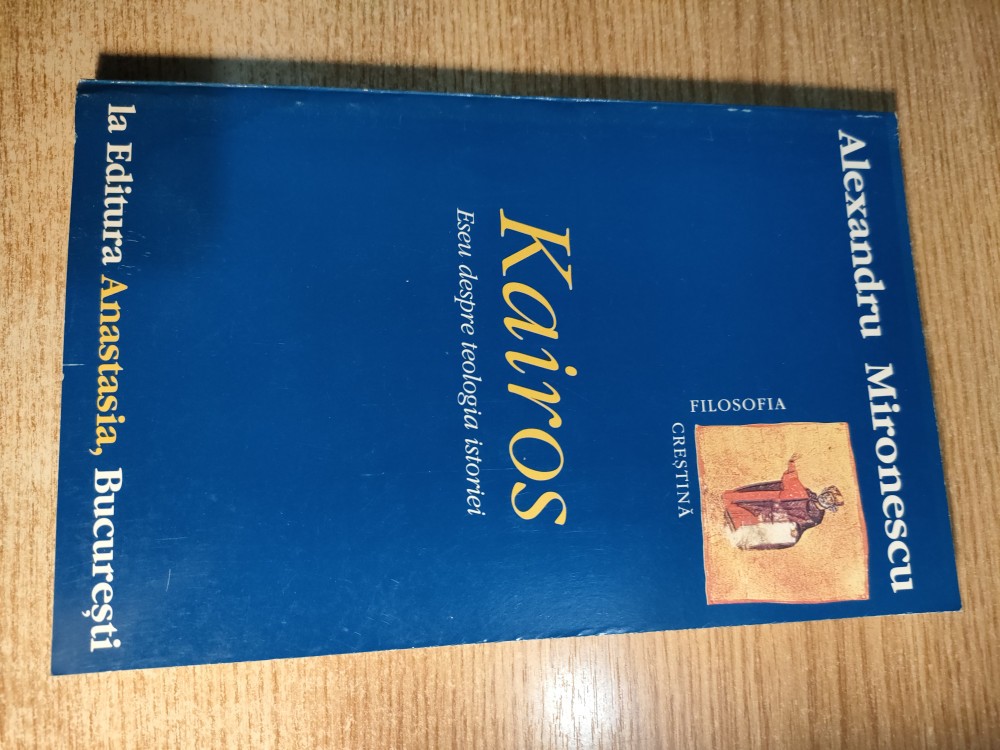 Alexandru Mironescu
FILOSOFIA
CREȘTINĂ
Kairos
Eseu despre teologia istoriei
la Editura Anastasia, București